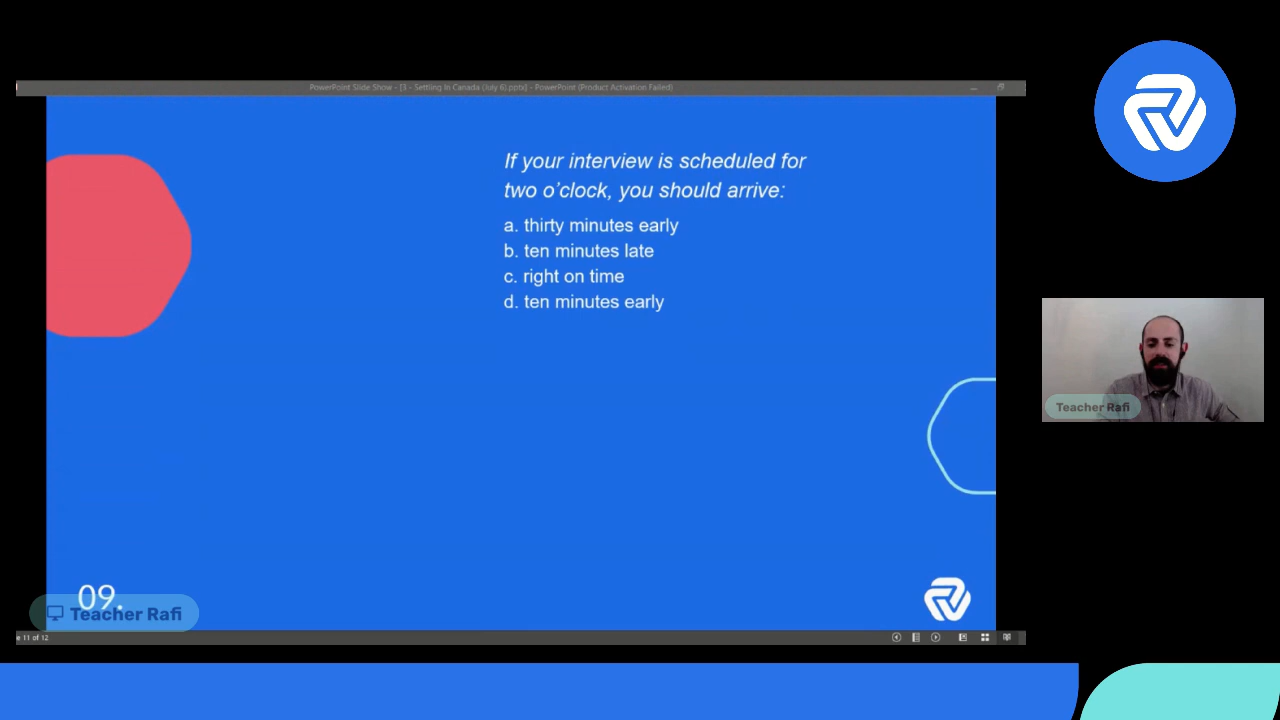 PowerPoint Slide Show - [3 - Settling In Canada (July 6).pptx] - PowerPoint (Product Activation Failed)
If your interview is scheduled for
two o'clock, you should arrive:
a. thirty minutes early
b. ten minutes late
c. right on time
d. ten minutes early
Teacher Rafi
09.
Teacher Rafi
e 11 of 12